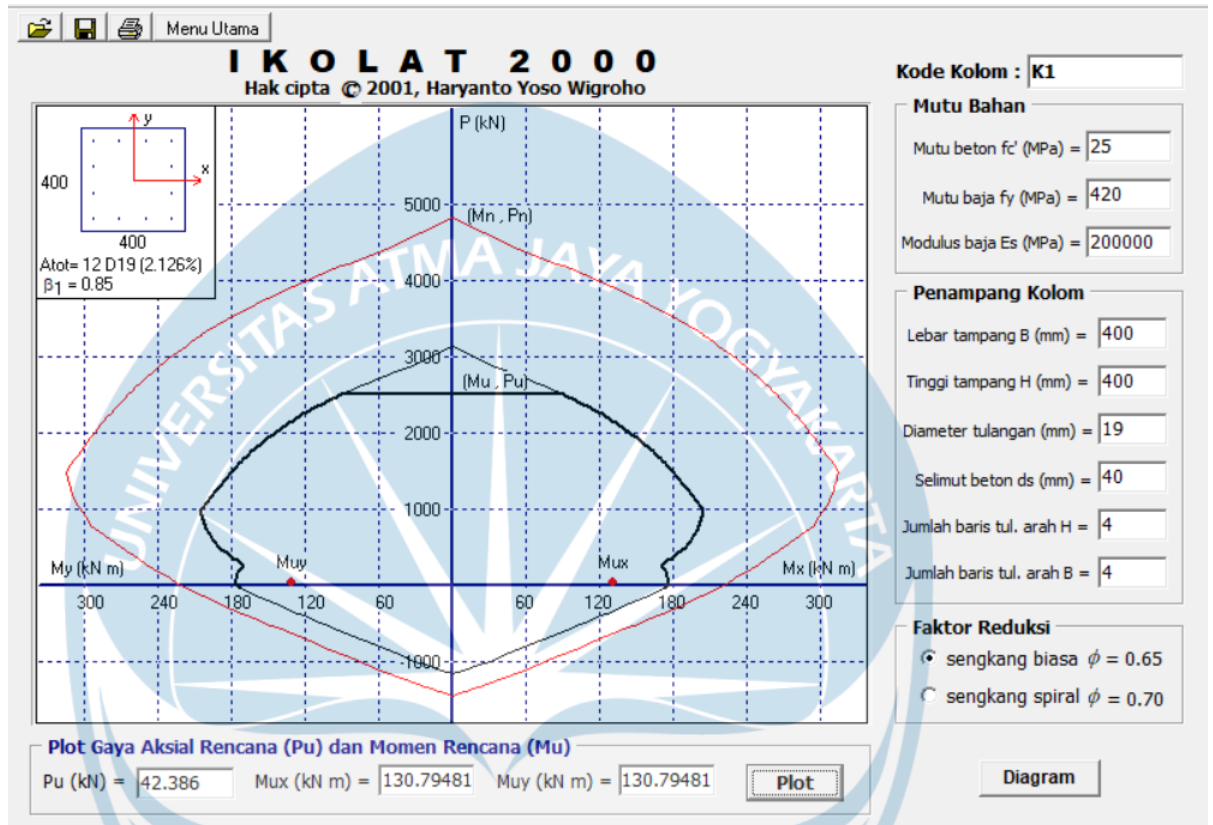 Menu Utama
I K O L A T 2 0 0 0
Hak cipta © 2001, Haryanto Yoso Wigroho
Kode Kolom : K1
Mutu Bahan
Mutu beton fc' (MPa) = 25
Mutu baja fy (MPa) = 420
Modulus baja Es (MPa) = 200000
Penampang Kolom
Lebar tampang B (mm) = 400
Tinggi tampang H (mm) = 400
Diameter tulangan (mm) = 19
Selimut beton ds (mm) = 40
Jumlah baris tul. arah H = 4
Jumlah baris tul. arah B = 4
Faktor Reduksi
sengkang biasa ϕ = 0.65
sengkang spiral ϕ = 0.70
Diagram
y
x
400
400
Atot= 12 D19 (2.126%)
β1 = 0.85
P (kN)
5000
(Mn , Pn)
4000
3000
(Mu , Pu)
2000
1000
My (kN m)
Muy
Mux
Mx (kN m)
300 240 180 120 60 60 120 180 240 300
-1000
UNIVERSITAS ATMA JAYA YOGYAKARTA
Plot Gaya Aksial Rencana (Pu) dan Momen Rencana (Mu)
Pu (kN) = 42.386 Mux (kN m) = 130.79481 Muy (kN m) = 130.79481 Plot